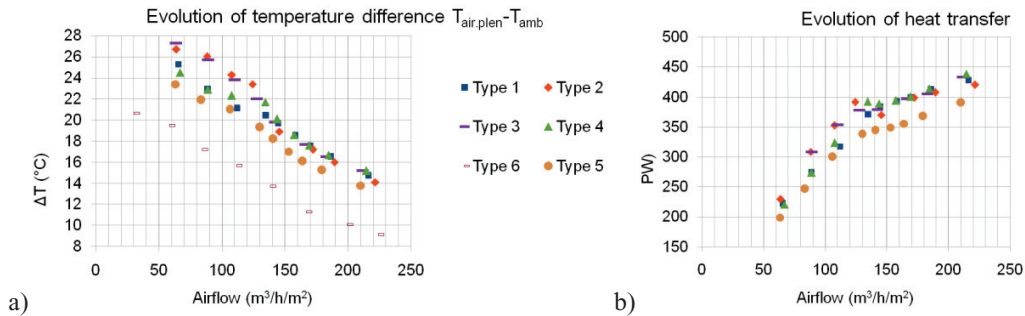 Evolution of temperature difference T_air.plen-T_amb
28
26
24
22
20
18
16
14
12
10
8
ΔT (°C)
0 50 100 150 200 250
Airflow (m³/h/m²)
a)
Type 1 Type 2
Type 3 Type 4
Type 6 Type 5
Evolution of heat transfer
500
450
400
350
300
250
200
150
PW)
0 50 100 150 200 250
Airflow (m³/h/m²)
b)